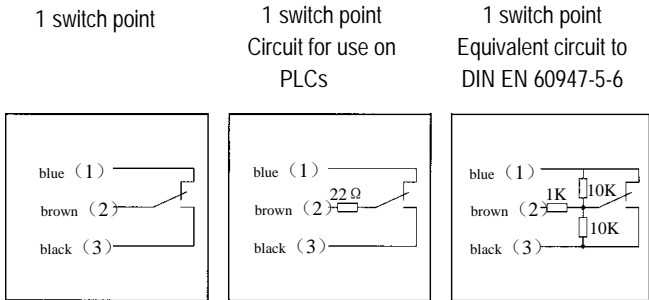 1 switch point
1 switch point
Circuit for use on
PLCs
1 switch point
Equivalent circuit to
DIN EN 60947-5-6
blue（1）
brown（2）
black（3）
blue（1）
22 Ω
brown（2）
black（3）
blue（1）
1K
10K
brown（2）
10K
black（3）